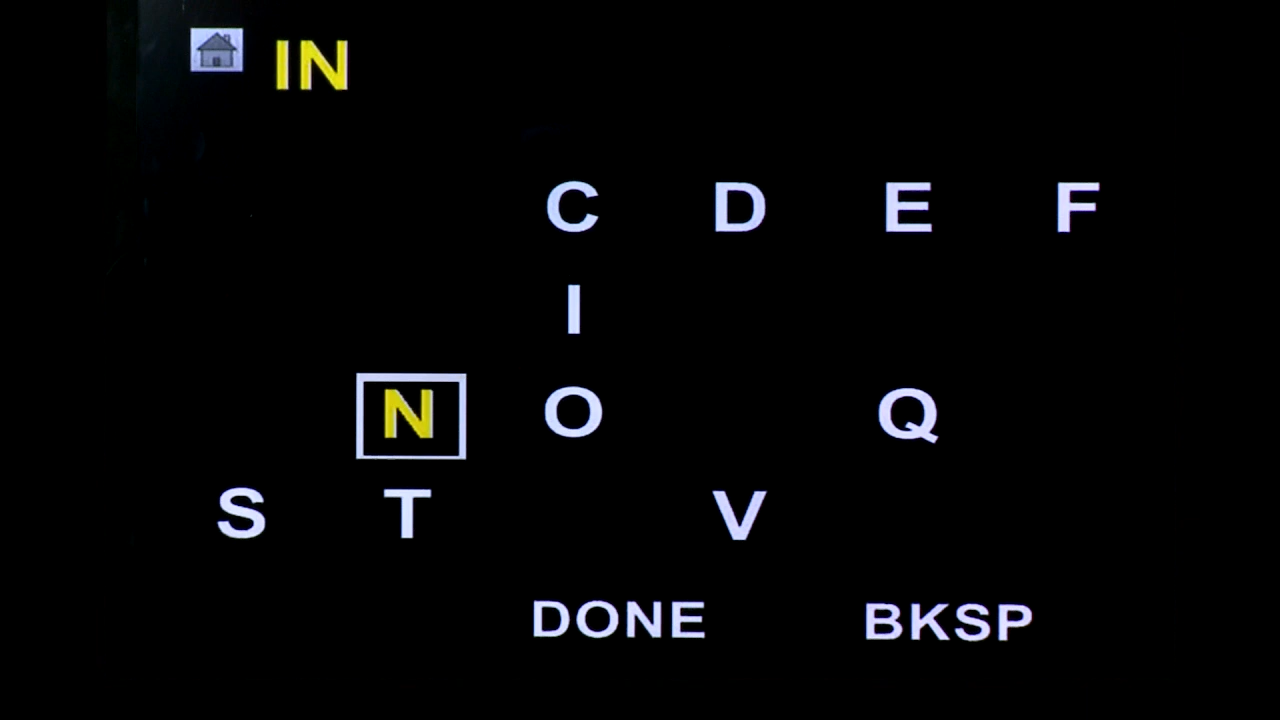 IN
C D E F
I
N O Q
S T V
DONE BKSP